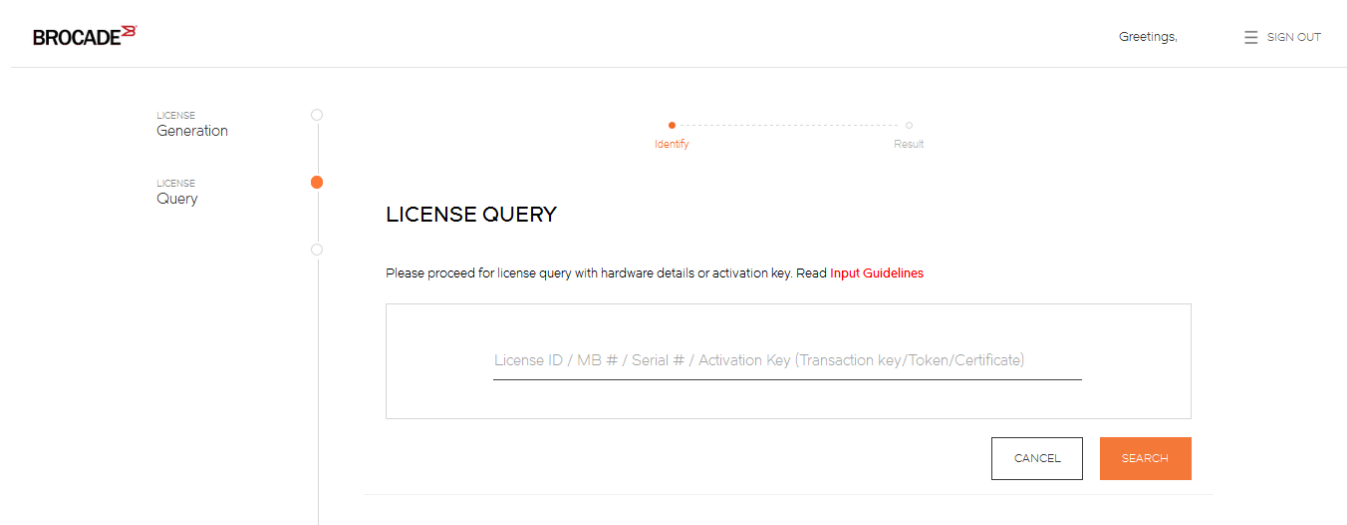 BROCADE
Greetings,
SIGN OUT
LICENSE
Generation
LICENSE
Query
Identify
Result
LICENSE QUERY
Please proceed for license query with hardware details or activation key. Read Input Guidelines
License ID / MB # / Serial # / Activation Key (Transaction key/Token/Certificate)
CANCEL
SEARCH